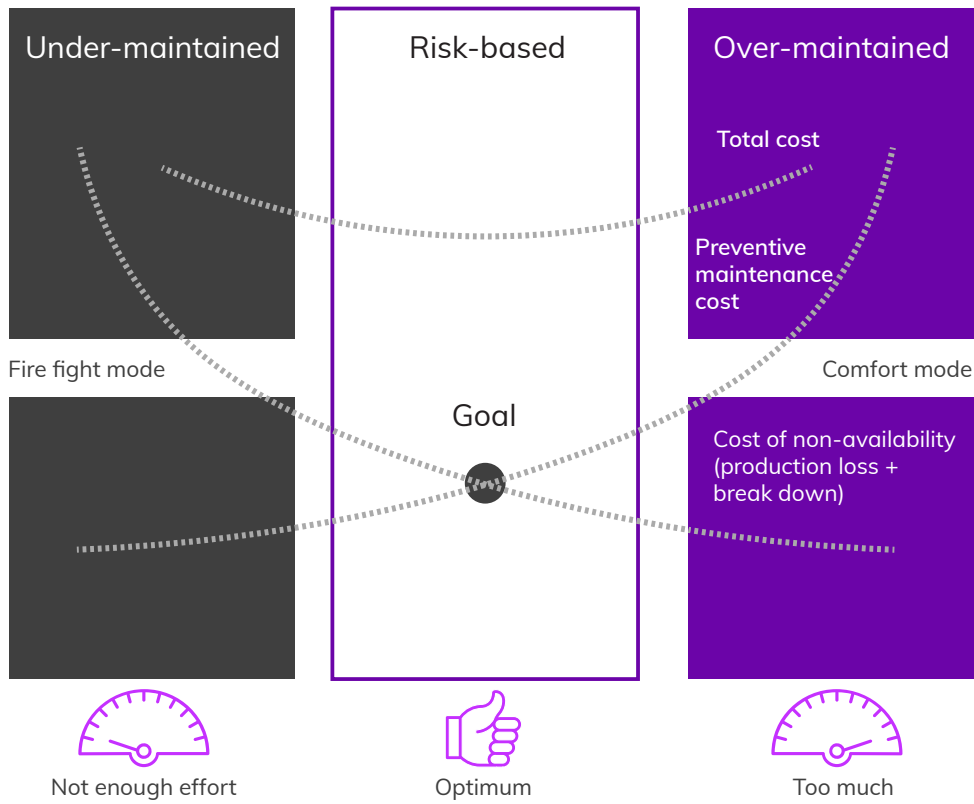 Under-maintained
Risk-based
Over-maintained
Total cost
Preventive
maintenance
cost
Fire fight mode
Comfort mode
Goal
Cost of non-availability
(production loss +
break down)
Not enough effort
Optimum
Too much